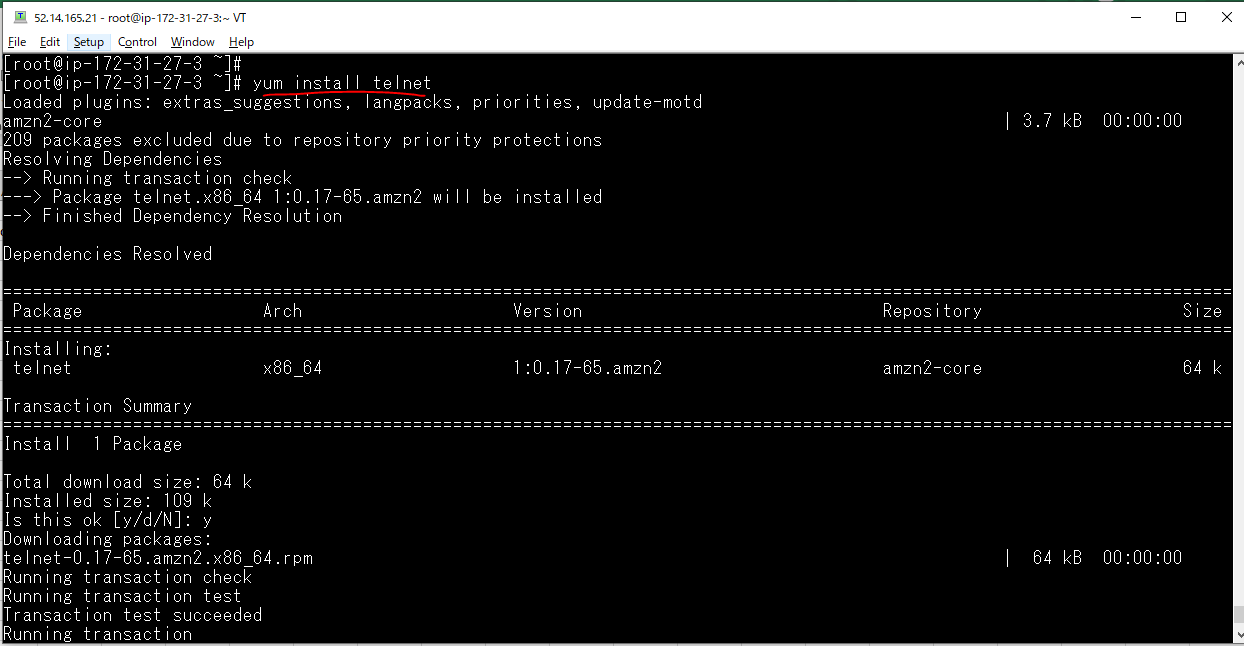 52.14.165.21 - root@ip-172-31-27-3:~ VT
File Edit Setup Control Window Help
[root@ip-172-31-27-3 ~]#
[root@ip-172-31-27-3 ~]# yum install telnet
Loaded plugins: extras_suggestions, langpacks, priorities, update-motd
amzn2-core | 3.7 kB 00:00:00
209 packages excluded due to repository priority protections
Resolving Dependencies
--> Running transaction check
---> Package telnet.x86_64 1:0.17-65.amzn2 will be installed
--> Finished Dependency Resolution
Dependencies Resolved
Package Arch Version Repository Size
Installing:
telnet x86_64 1:0.17-65.amzn2 amzn2-core 64 k
Transaction Summary
Install 1 Package
Total download size: 64 k
Installed size: 109 k
Is this ok [y/d/N]: y
Downloading packages:
telnet-0.17-65.amzn2.x86_64.rpm | 64 kB 00:00:00
Running transaction check
Running transaction test
Transaction test succeeded
Running transaction